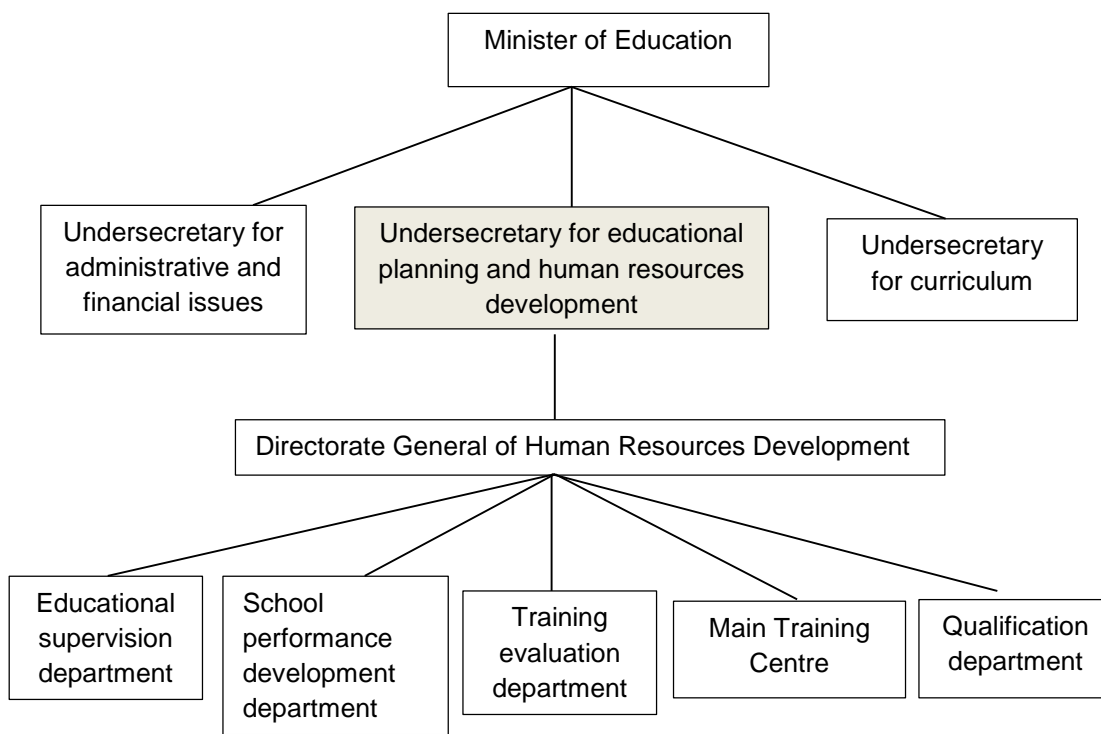 Minister of Education
Undersecretary for
administrative and
financial issues
Undersecretary for educational
planning and human resources
development
Undersecretary
for curriculum
Directorate General of Human Resources Development
Educational
supervision
department
School
performance
development
department
Training
evaluation
department
Main Training
Centre
Qualification
department